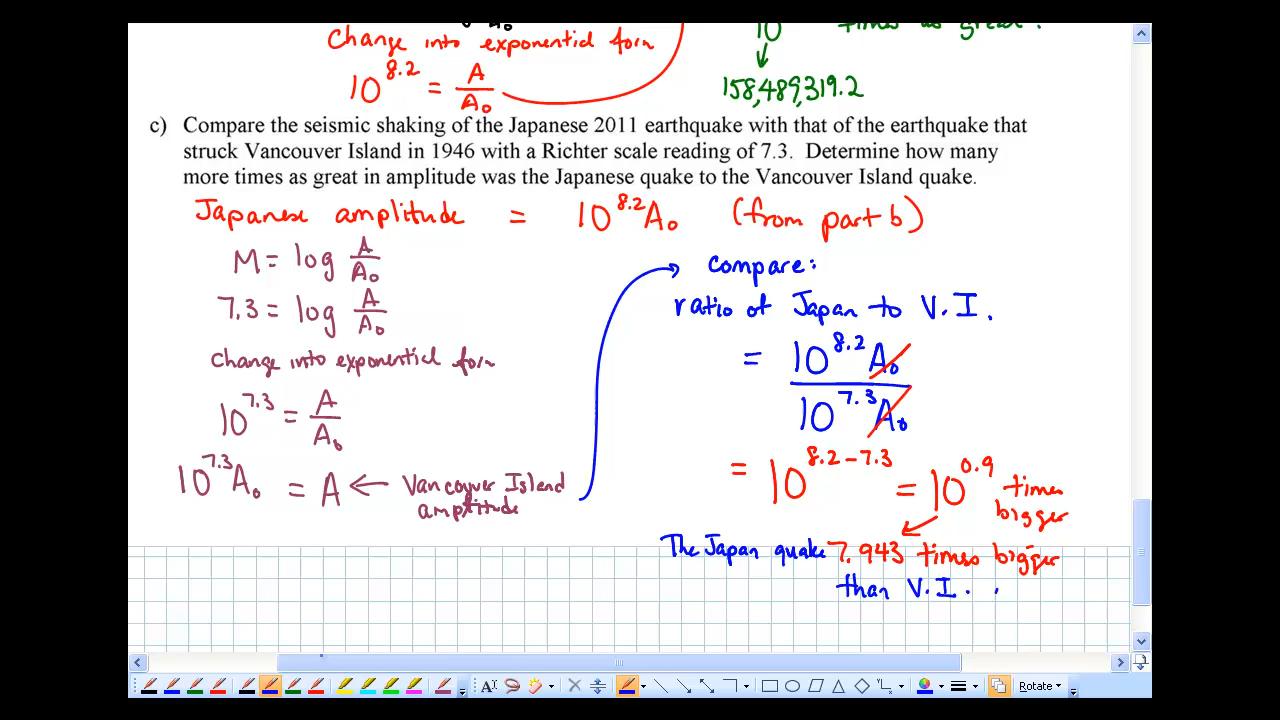 times as great.
10
Change into exponential form
10^8.2 = A/A₀
158,489,319.2
c) Compare the seismic shaking of the Japanese 2011 earthquake with that of the earthquake that
struck Vancouver Island in 1946 with a Richter scale reading of 7.3. Determine how many
more times as great in amplitude was the Japanese quake to the Vancouver Island quake.
Japanese amplitude = 10^8.2 A₀ (from part b)
M = log A/A₀
7.3 = log A/A₀
Change into exponential form
10^7.3 = A/A₀
10^7.3 A₀ = A ← Vancouver Island
amplitude
Compare:
ratio of Japan to V.I.
= 10^8.2 A₀ / 10^7.3 A₀
= 10^8.2-7.3 = 10^0.9 times
bigger
The Japan quake 7.943 times bigger
than V.I.
Rotate